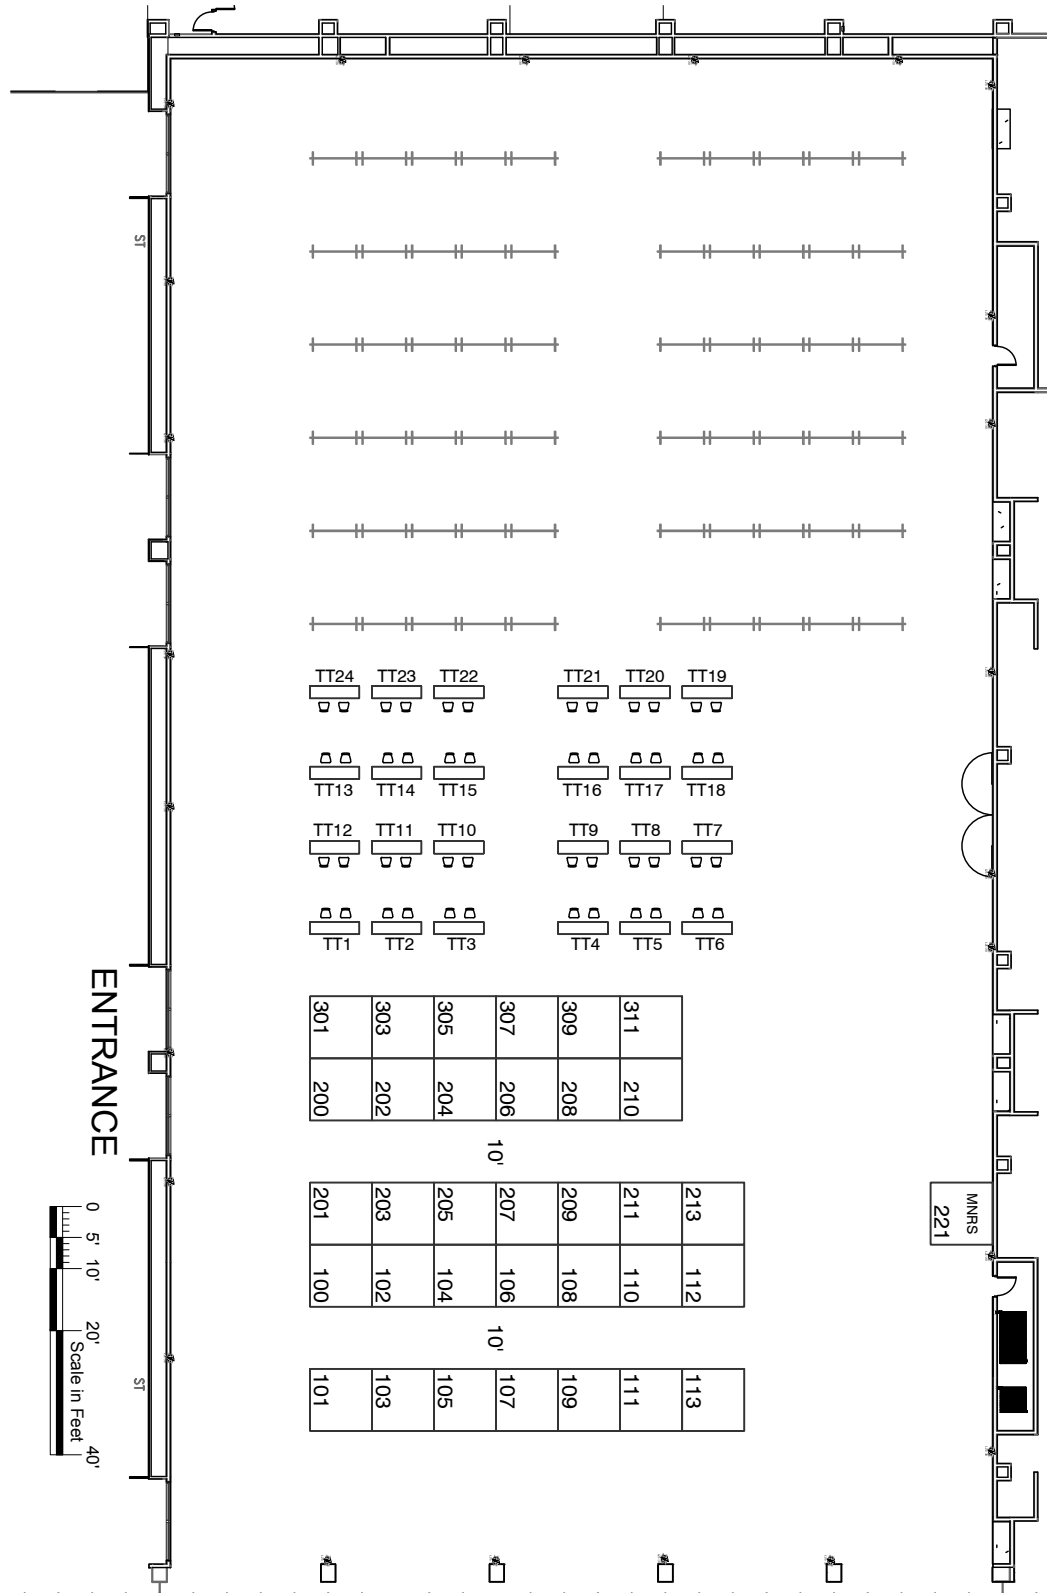 ST
TT24 TT23 TT22 TT21 TT20 TT19
TT13 TT14 TT15 TT16 TT17 TT18
TT12 TT11 TT10 TT9 TT8 TT7
TT1 TT2 TT3 TT4 TT5 TT6
ENTRANCE
301 303 305 307 309 311
200 202 204 206 208 210
10'
201 203 205 207 209 211 213
MNRS
221
100 102 104 106 108 110 112
10'
101 103 105 107 109 111 113
0 5' 10' 20' 40'
Scale in Feet
ST